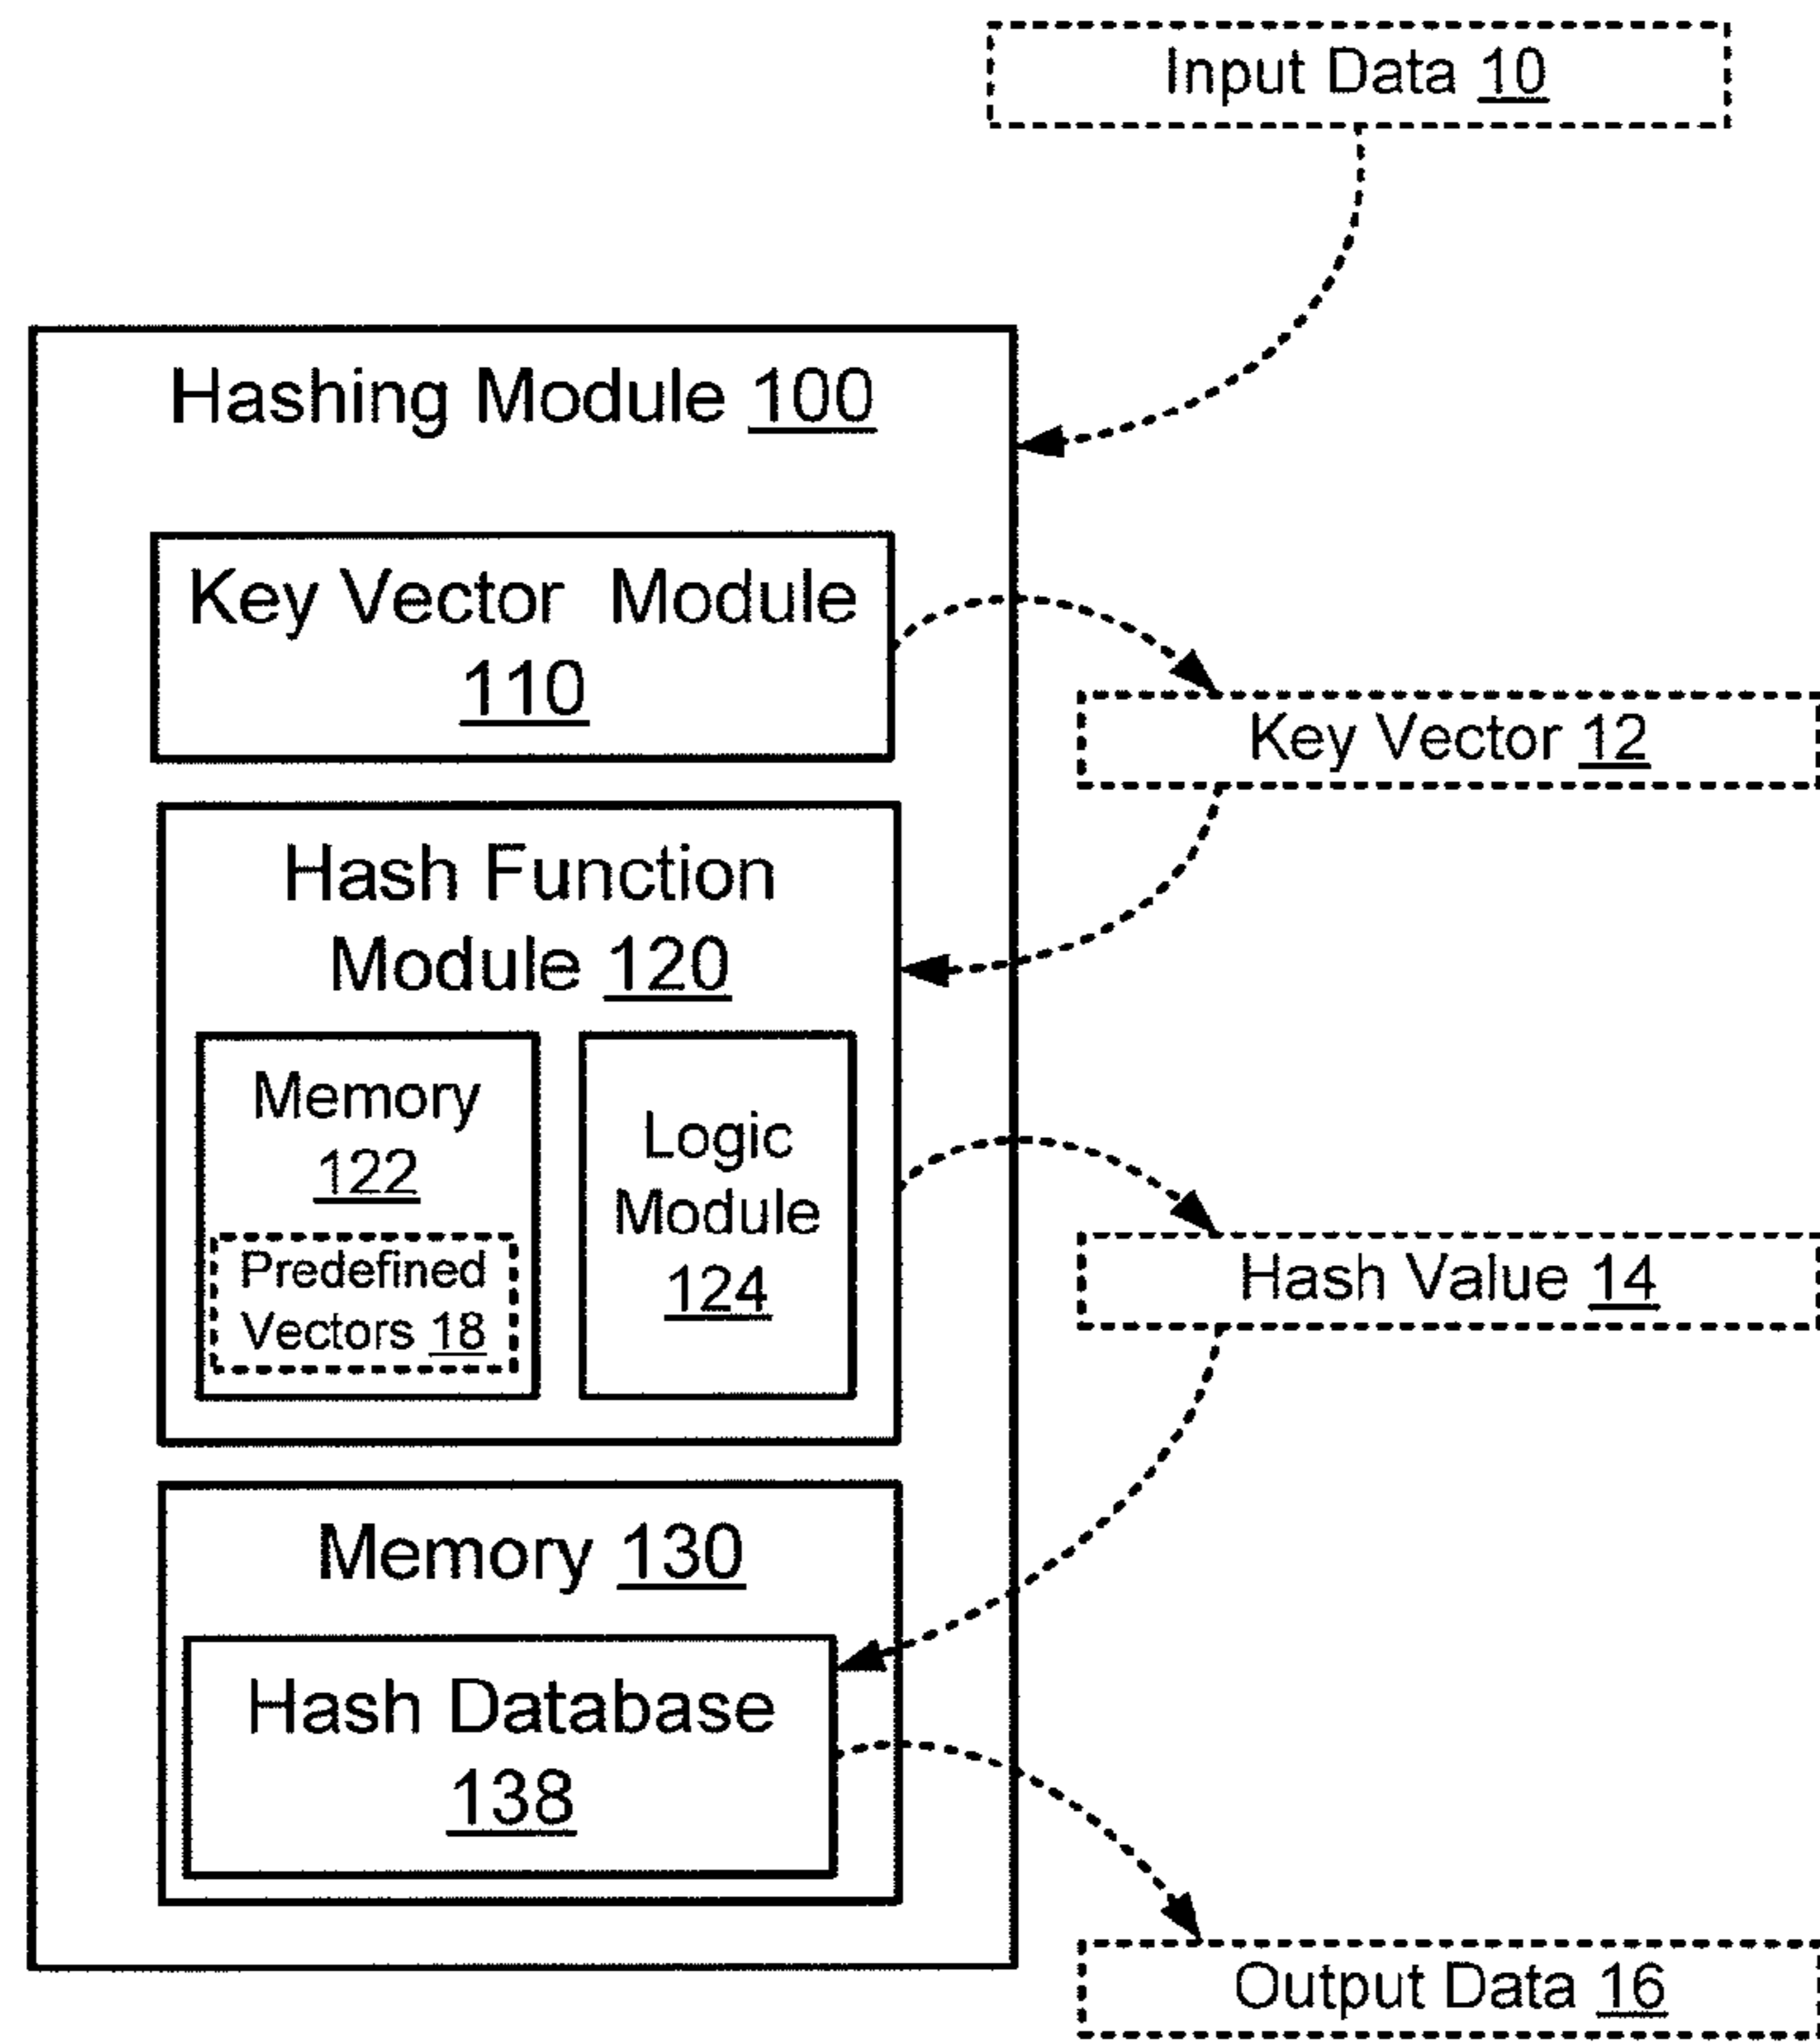 Input Data 10
Hashing Module 100
Key Vector Module
110
Key Vector 12
Hash Function
Module 120
Memory
122
Predefined
Vectors 18
Logic
Module
124
Hash Value 14
Memory 130
Hash Database
138
Output Data 16